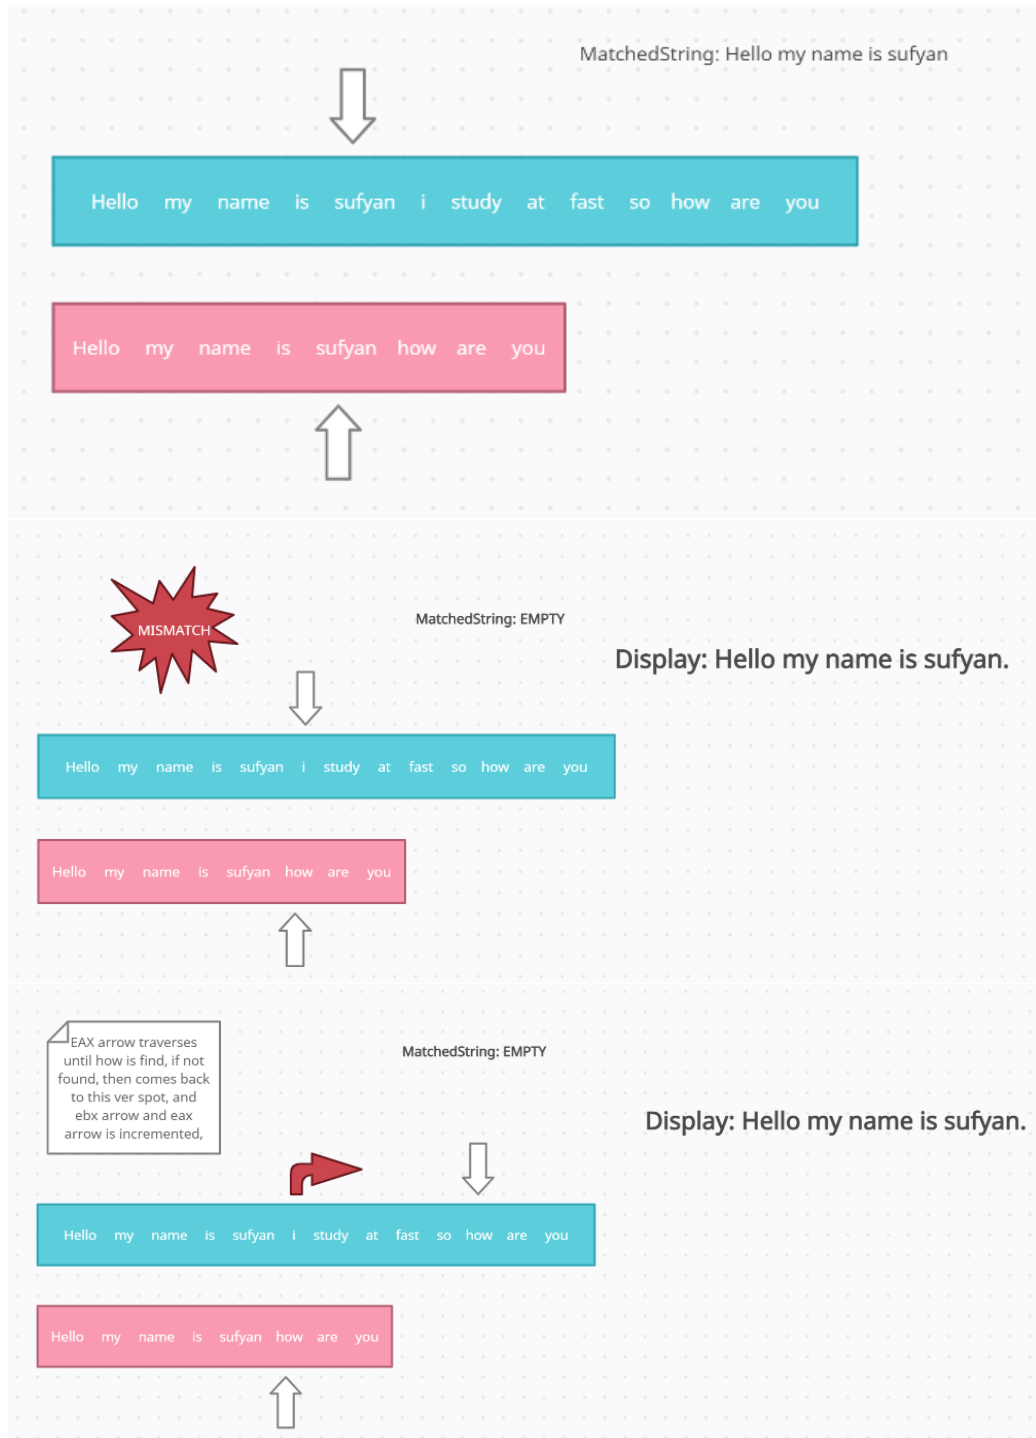 MatchedString: Hello my name is sufyan
Hello my name is sufyan i study at fast so how are you
Hello my name is sufyan how are you
MISMATCH
MatchedString: EMPTY
Display: Hello my name is sufyan.
Hello my name is sufyan i study at fast so how are you
Hello my name is sufyan how are you
EAX arrow traverses
until how is find, if not
found, then comes back
to this ver spot, and
ebx arrow and eax
arrow is incremented,
MatchedString: EMPTY
Display: Hello my name is sufyan.
Hello my name is sufyan i study at fast so how are you
Hello my name is sufyan how are you